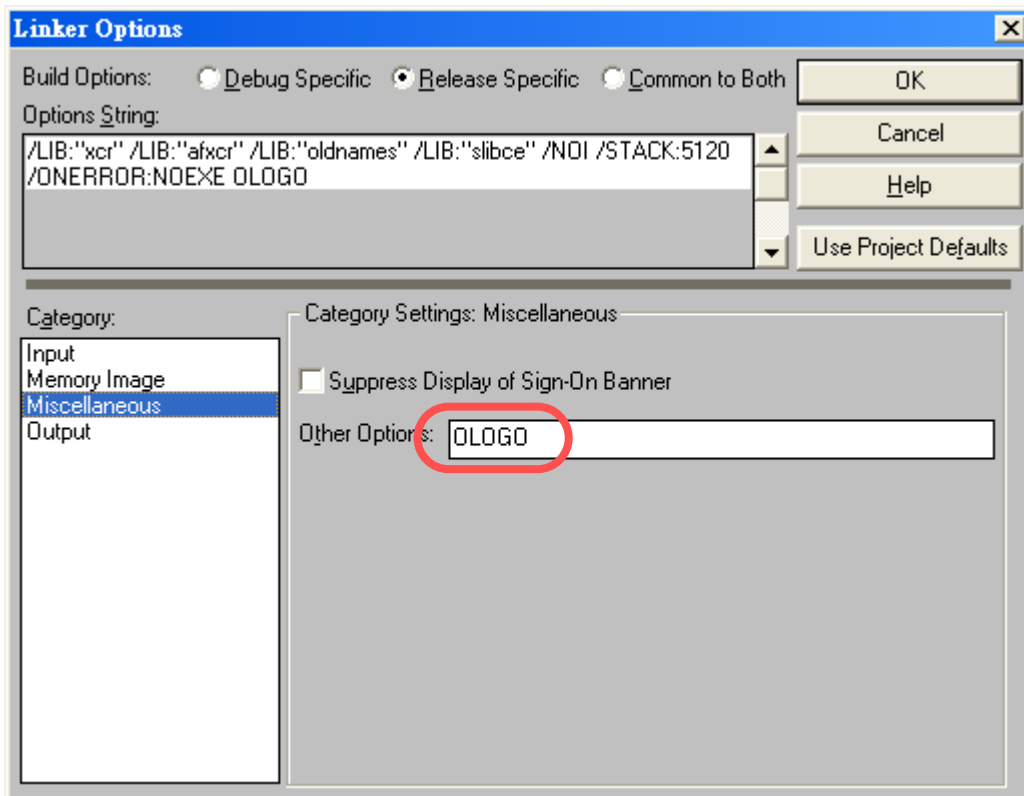 Linker Options
Build Options: Debug Specific Release Specific Common to Both
OK
Options String:
Cancel
/LIB:"xcr" /LIB:"afxcr" /LIB:"oldnames" /LIB:"slibce" /NOI /STACK:5120
/ONERROR:NOEXE OLOGO
Help
Use Project Defaults
Category:
Input
Memory Image
Miscellaneous
Output
Category Settings: Miscellaneous
Suppress Display of Sign-On Banner
Other Options: OLOGO